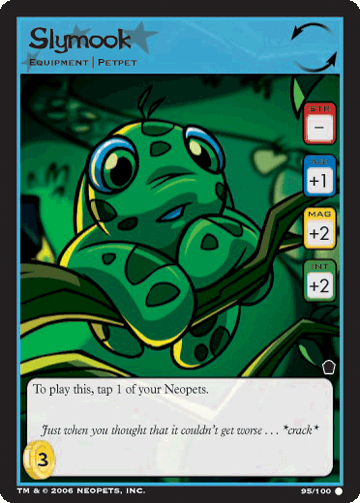 Slymook
EQUIPMENT | PETPET
STR
–
AGI
+1
MAG
+2
INT
+2
To play this, tap 1 of your Neopets.
Just when you thought that it couldn't get worse . . . *crack*
3
TM & © 2006 NEOPETS, INC.
95/100